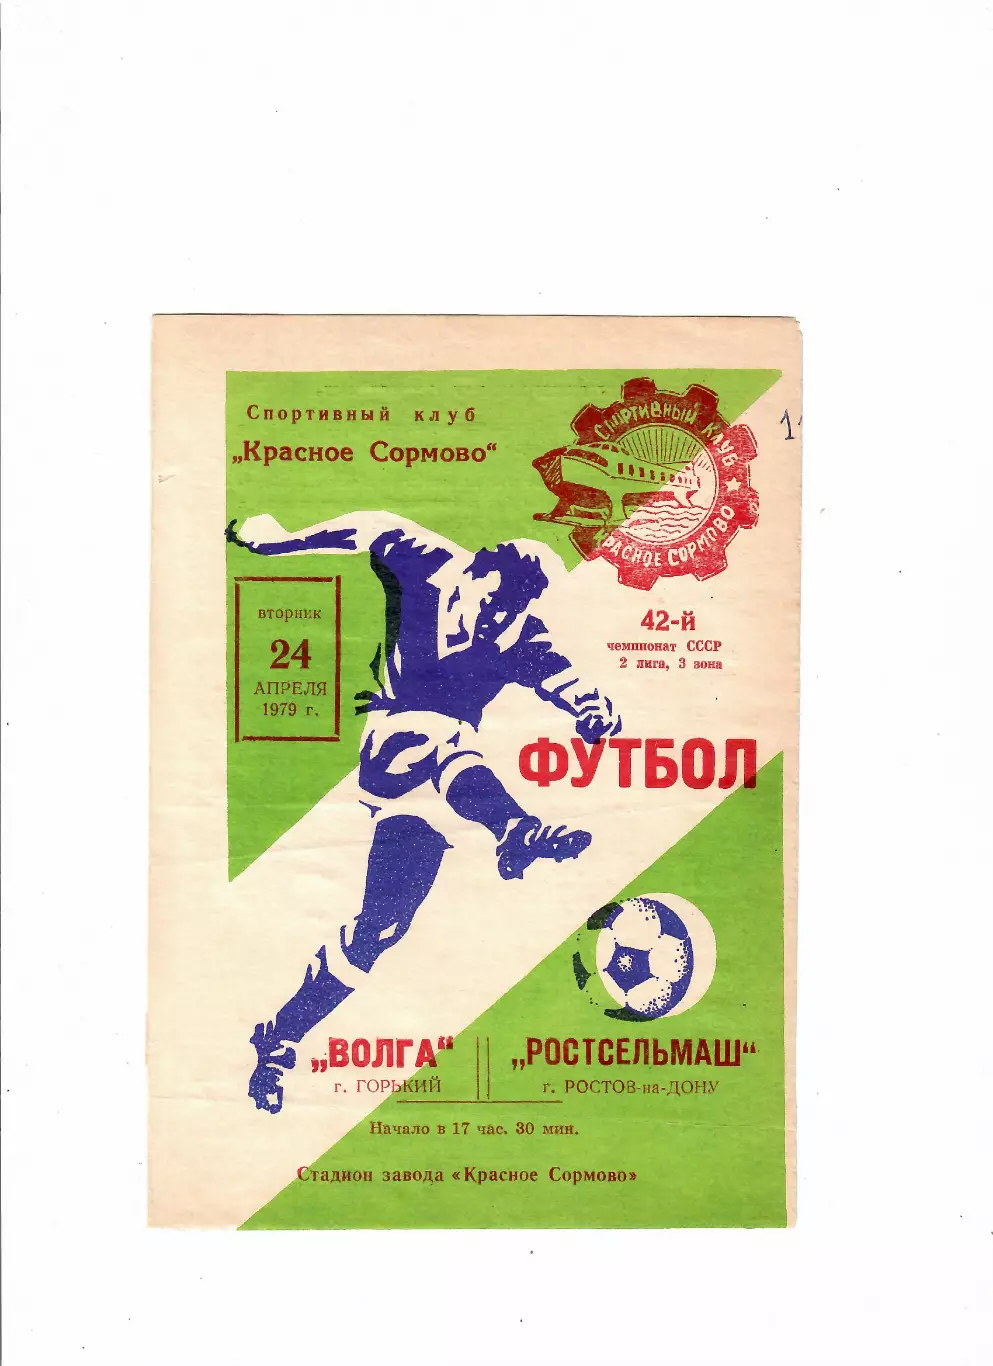 Спортивный клуб
„Красное Сормово“
СПОРТИВНЫЙ КЛУБ
КРАСНОЕ СОРМОВО
вторник
24
АПРЕЛЯ
1979 г.
42-й
чемпионат СССР
2 лига, 3 зона
ФУТБОЛ
„ВОЛГА“
г. ГОРЬКИЙ
„РОСТСЕЛЬМАШ“
г. РОСТОВ-на-ДОНУ
Начало в 17 час. 30 мин.
Стадион завода «Красное Сормово»